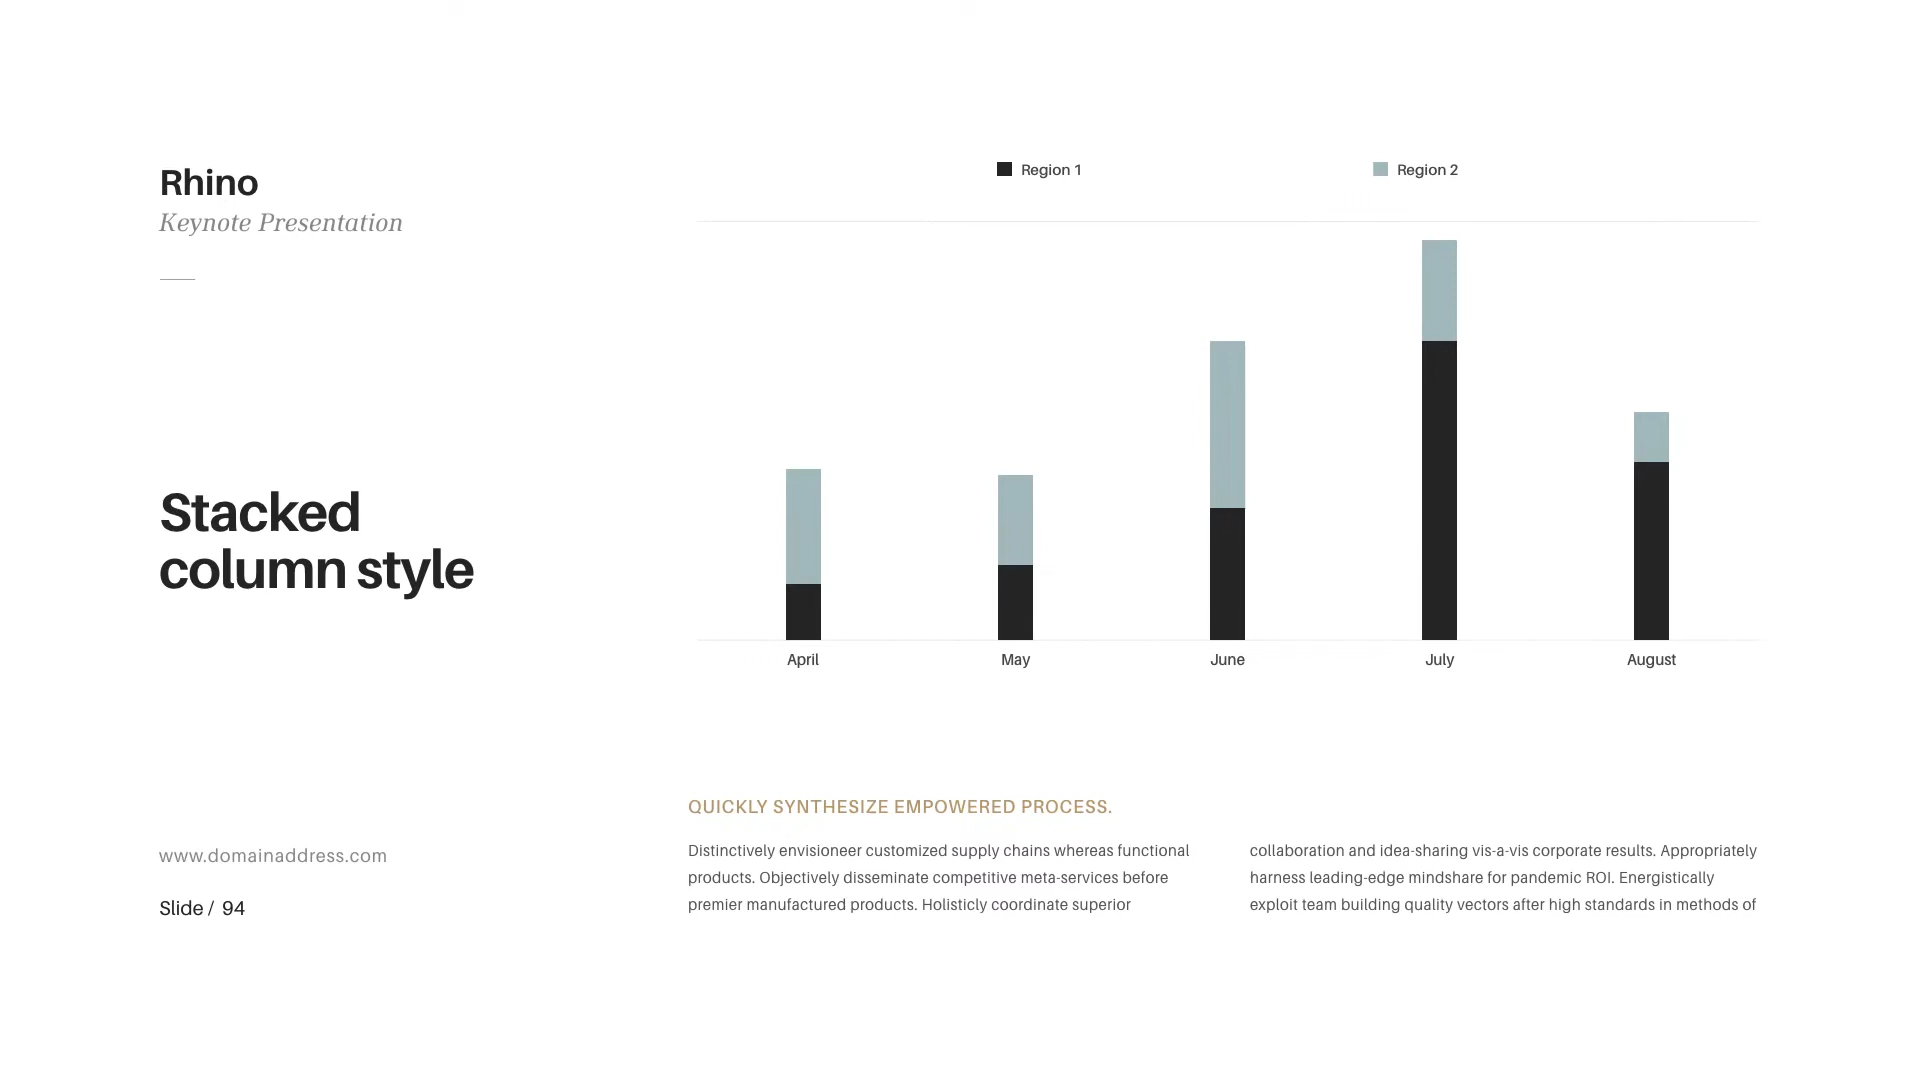 Rhino
Keynote Presentation
Stacked
column style
www.domainaddress.com
Slide / 94
Region 1
Region 2
April
May
June
July
August
QUICKLY SYNTHESIZE EMPOWERED PROCESS.
Distinctively envisioneer customized supply chains whereas functional
products. Objectively disseminate competitive meta-services before
premier manufactured products. Holisticly coordinate superior
collaboration and idea-sharing vis-a-vis corporate results. Appropriately
harness leading-edge mindshare for pandemic ROI. Energistically
exploit team building quality vectors after high standards in methods of